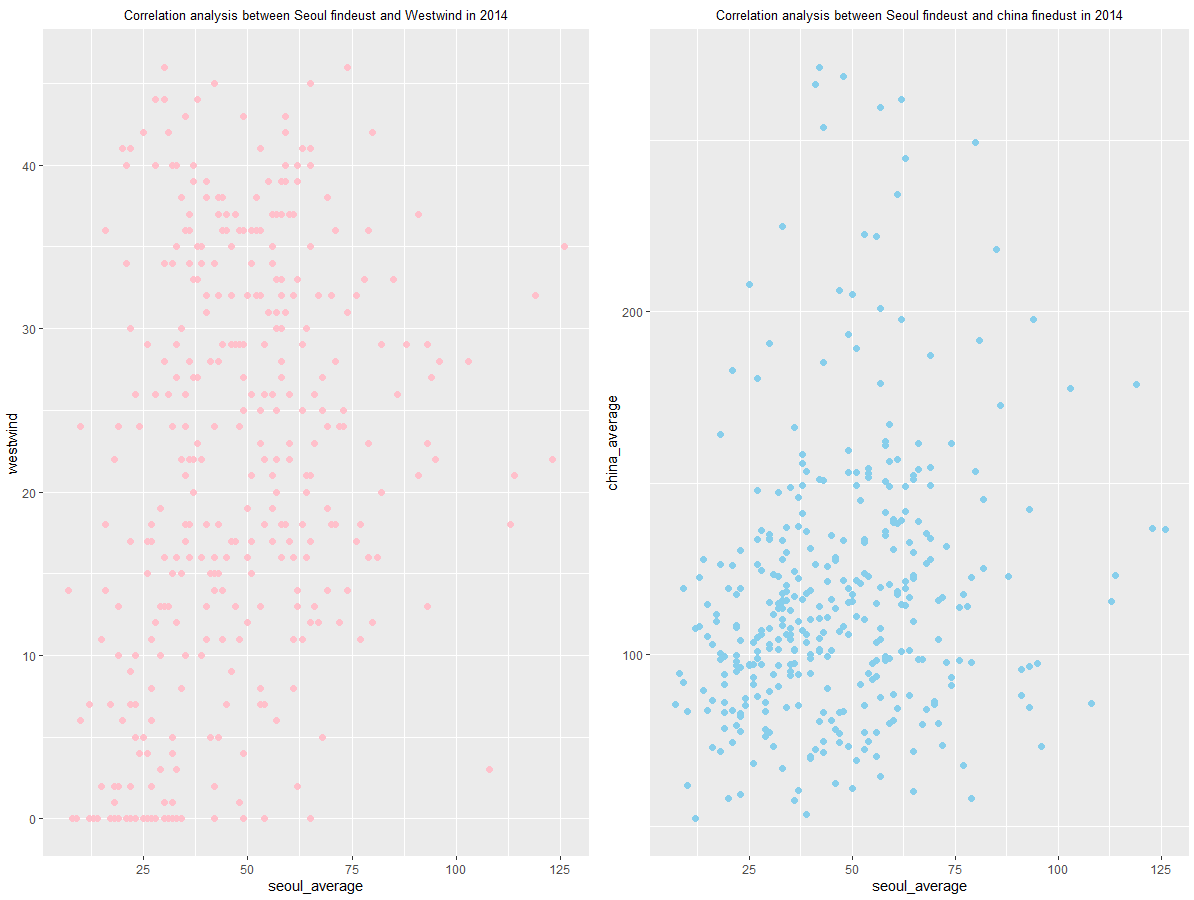 Correlation analysis between Seoul findeust and Westwind in 2014
westwind
40
30
20
10
0
25 50 75 100 125
seoul_average
Correlation analysis between Seoul findeust and china finedust in 2014
china_average
200
100
25 50 75 100 125
seoul_average